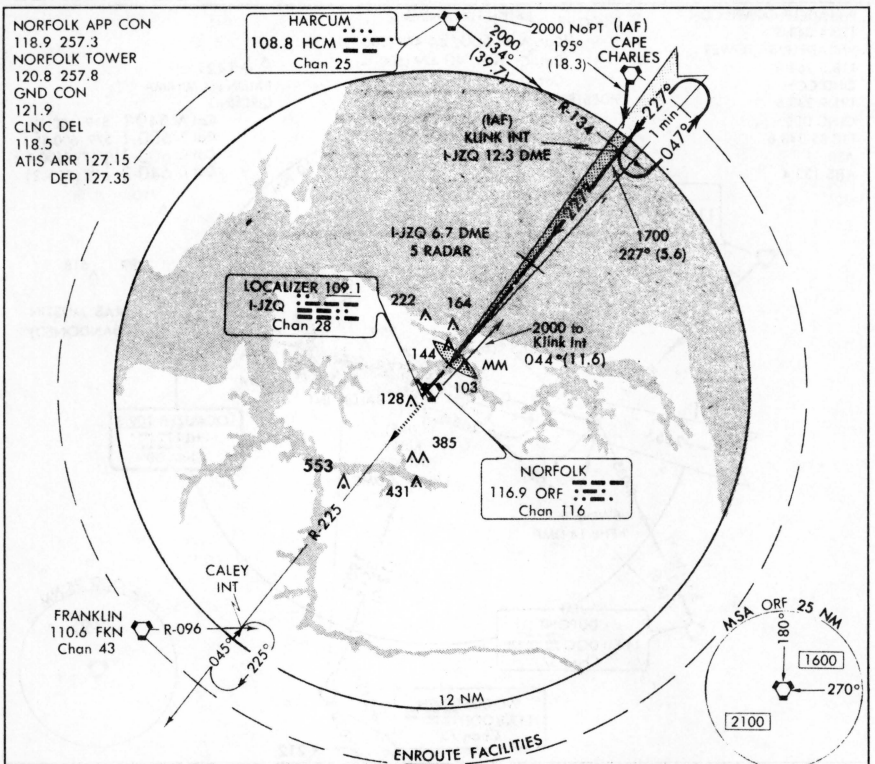 NORFOLK APP CON
118.9 257.3
NORFOLK TOWER
120.8 257.8
GND CON
121.9
CLNC DEL
118.5
ATIS ARR 127.15
DEP 127.35
HARCUM
108.8 HCM
Chan 25
2000
134°
(39.7)
2000 NoPT
195°
(18.3)
(IAF)
CAPE
CHARLES
R-134
227°
1 min
047°
(IAF)
KLINK INT
I-JZQ 12.3 DME
227°
1700
227° (5.6)
I-JZQ 6.7 DME
5 RADAR
LOCALIZER 109.1
I-JZQ
Chan 28
222
164
144
MM
103
128
2000 to
Klink Int
044°(11.6)
385
553
431
NORFOLK
116.9 ORF
Chan 116
R-225
CALEY
INT
FRANKLIN
110.6 FKN
Chan 43
R-096
045°
225°
12 NM
ENROUTE FACILITIES
MSA ORF 25 NM
180°
1600
270°
2100